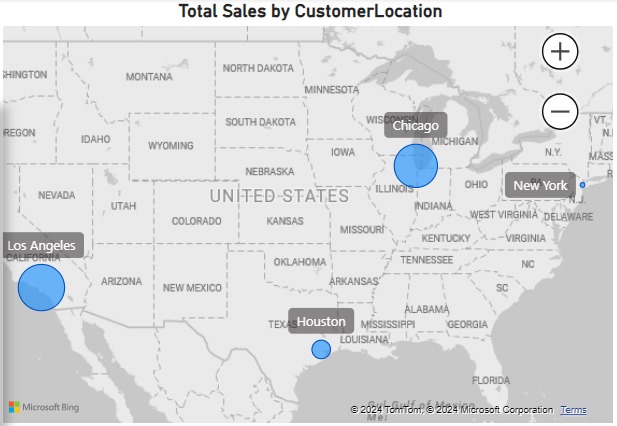 Total Sales by CustomerLocation
NORTH DAKOTA
MONTANA
MINNESOTA
SOUTH DAKOTA
WISCONSIN
Chicago
VT.
OREGON
IDAHO
WYOMING
MICHIGAN
IOWA
N.Y.
MASS
NEBRASKA
NEVADA
UNITED STATES
ILLINOIS
OHIO
New York
PA.
UTAH
COLORADO
KANSAS
INDIANA
N.J.
MISSOURI
WEST VIRGINIA
DELAWARE
Los Angeles
KENTUCKY
VIRGINIA
CALIFORNIA
OKLAHOMA
TENNESSEE
NC
ARIZONA
NEW MEXICO
ARKANSAS
SC
Houston
ALABAMA
TEXAS
MISSISSIPPI
GEORGIA
LOUISIANA
FLORIDA
Gulf of Mexico
Microsoft Bing
© 2024 TomTom, © 2024 Microsoft Corporation Terms